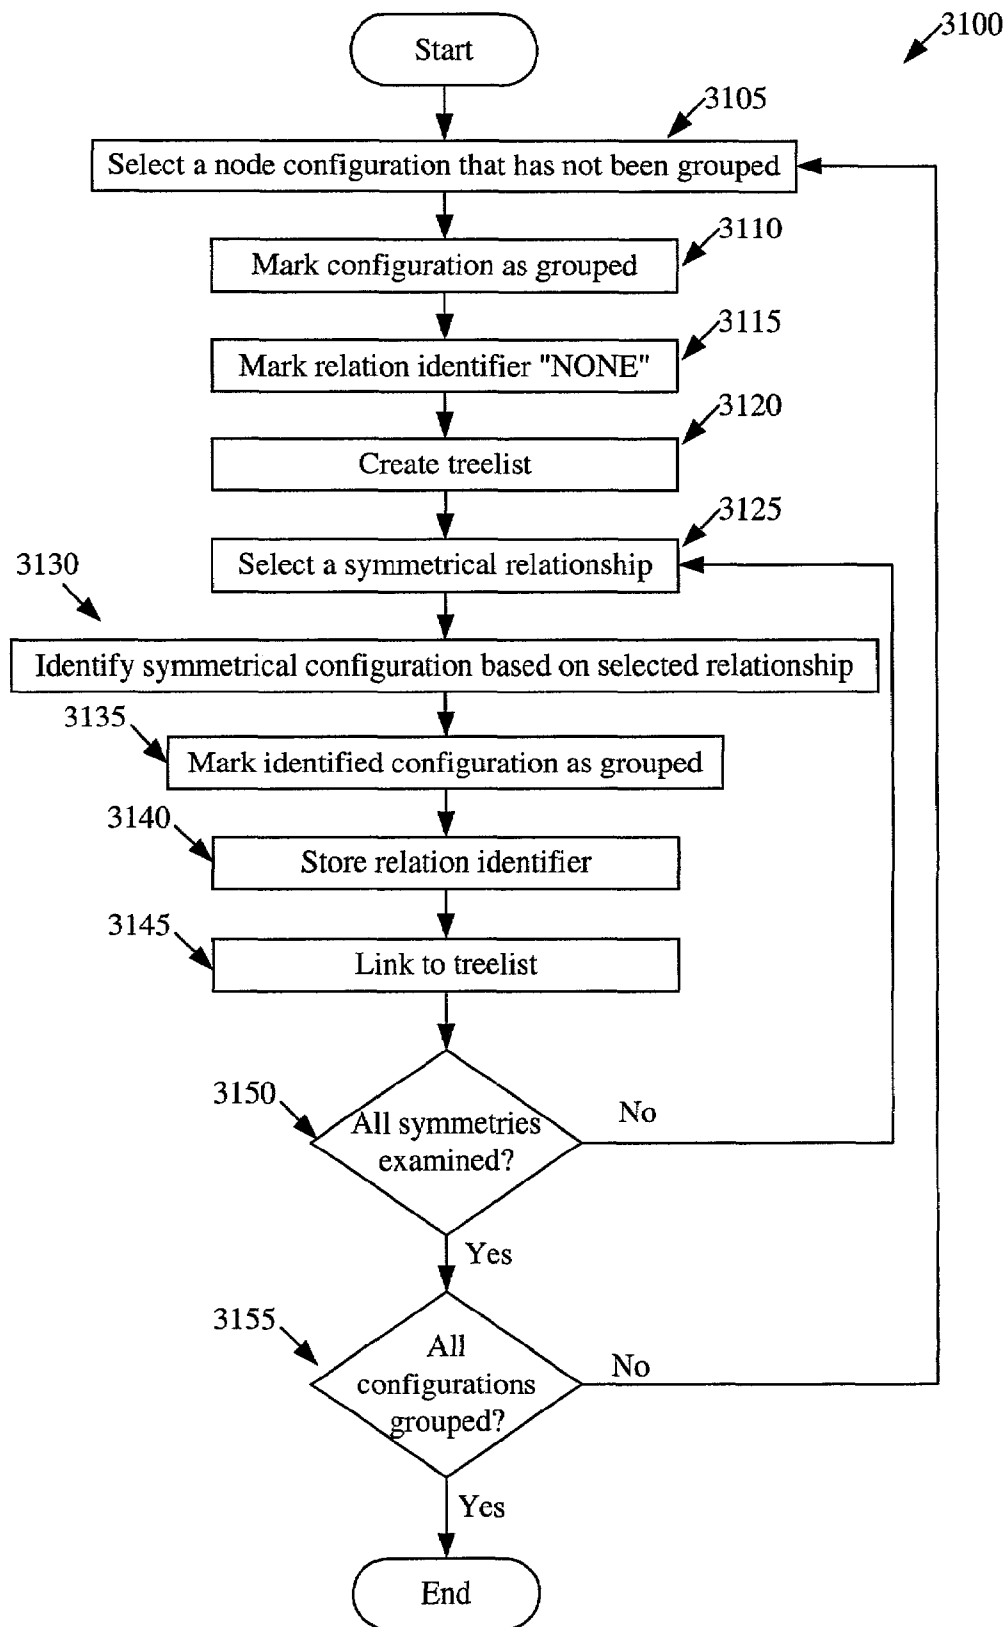 3100
Start
3105
Select a node configuration that has not been grouped
3110
Mark configuration as grouped
3115
Mark relation identifier "NONE"
3120
Create treelist
3125
Select a symmetrical relationship
3130
Identify symmetrical configuration based on selected relationship
3135
Mark identified configuration as grouped
3140
Store relation identifier
3145
Link to treelist
3150
All symmetries
examined?
No
Yes
3155
All
configurations
grouped?
No
Yes
End